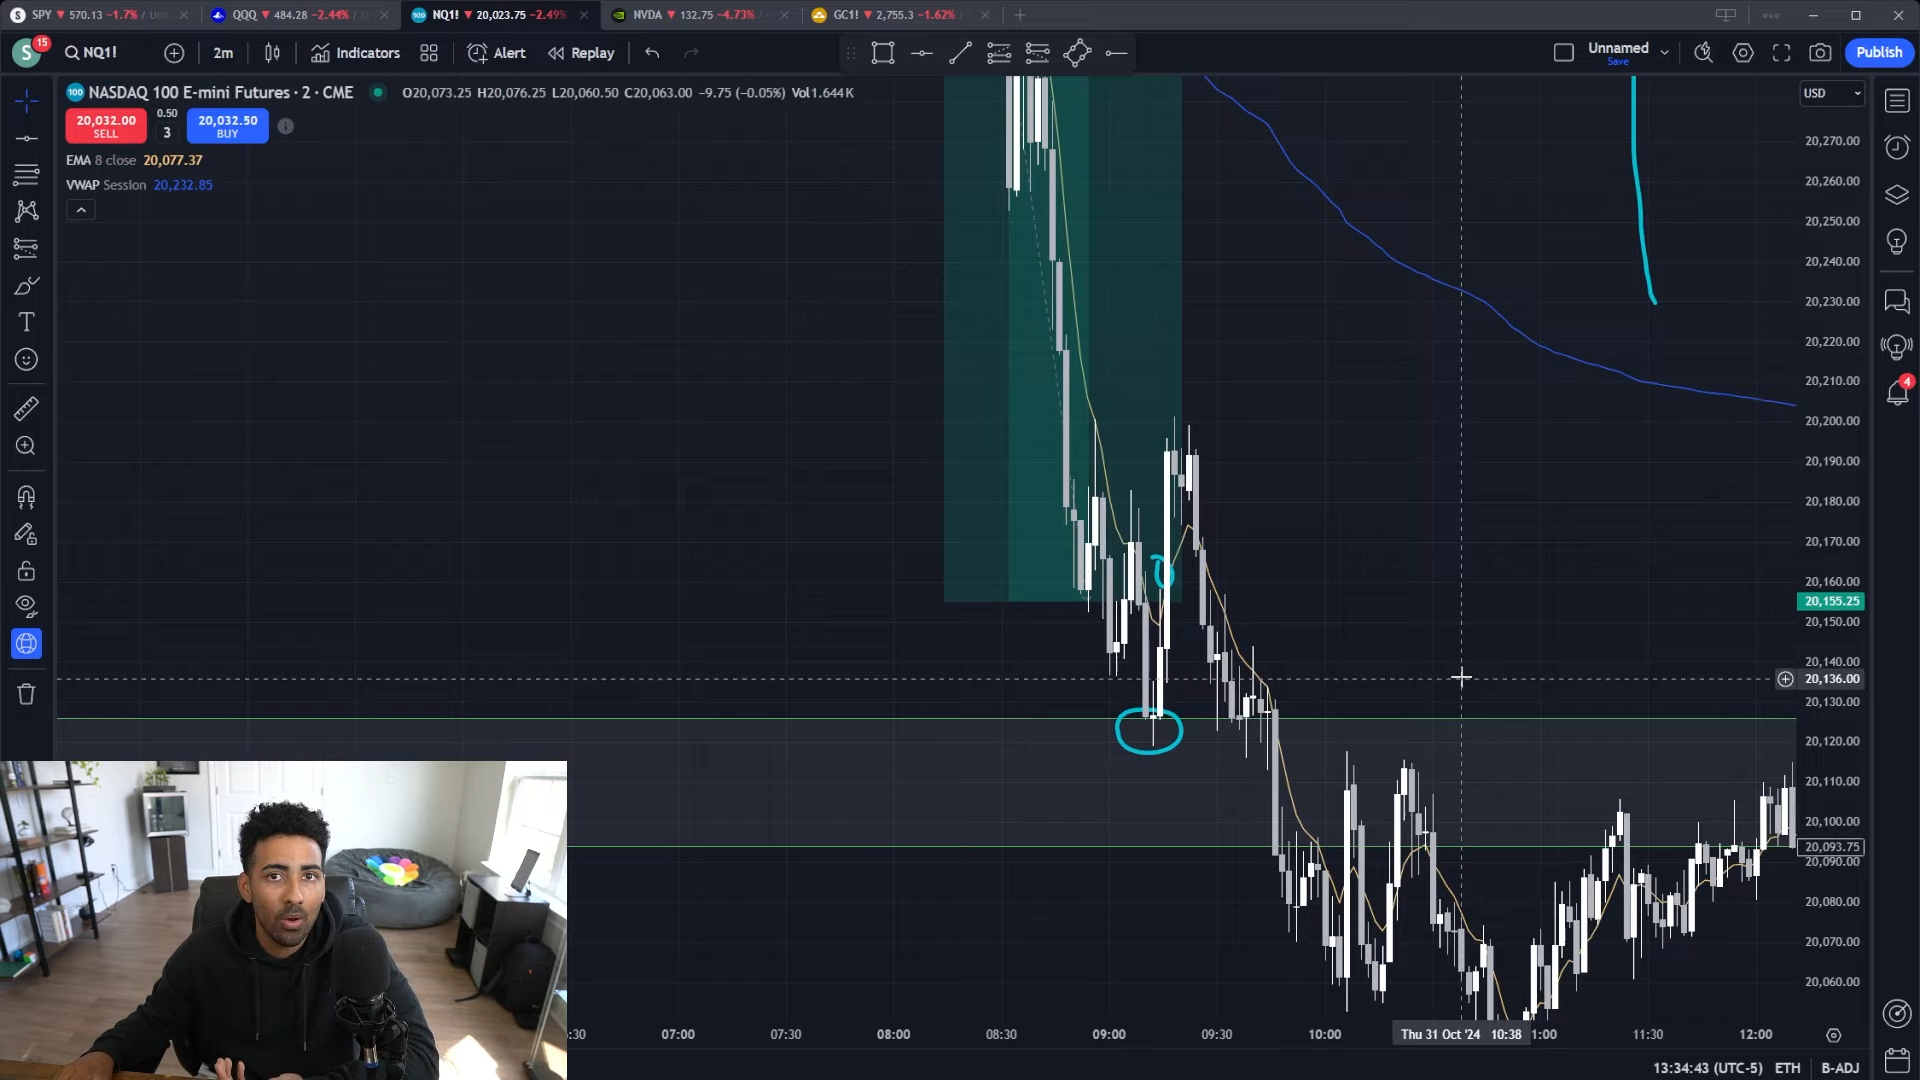 S SPY ▼ 570.13 −1.7% /
QQQ ▼ 484.28 −2.44% /
100 NQ1! ▼ 20,023.75 −2.49%
NVDA ▼ 132.75 −4.73% /
GC1! ▼ 2,755.3 −1.62% /
S 15 NQ1! 2m Indicators Alert Replay
Unnamed
Save
Publish
100 NASDAQ 100 E-mini Futures · 2 · CME O20,073.25 H20,076.25 L20,060.50 C20,063.00 −9.75 (−0.05%) Vol1.644 K
USD
20,032.00
SELL
0.50
3
20,032.50
BUY
EMA 8 close 20,077.37
VWAP Session 20,232.85
T
4
20,270.00
20,260.00
20,250.00
20,240.00
20,230.00
20,220.00
20,210.00
20,200.00
20,190.00
20,180.00
20,170.00
20,160.00
20,155.25
20,150.00
20,140.00
20,136.00
20,130.00
20,120.00
20,110.00
20,100.00
20,093.75
20,090.00
20,080.00
20,070.00
20,060.00
:30 07:00 07:30 08:00 08:30 09:00 09:30 10:00 Thu 31 Oct '24 10:38 1:00 11:30 12:00
13:34:43 (UTC-5) ETH B-ADJ